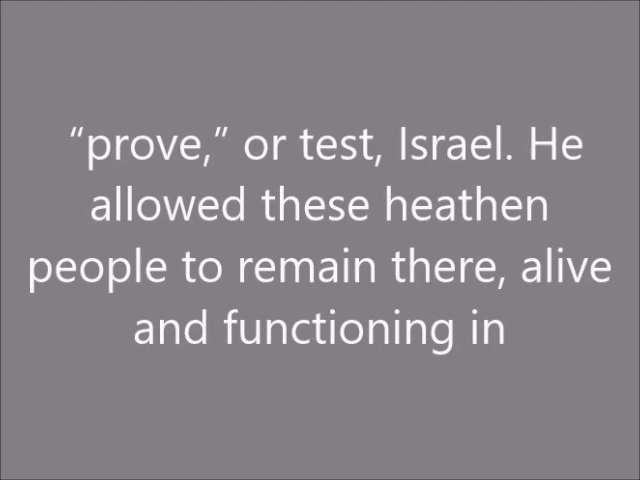 “prove,” or test, Israel. He
allowed these heathen
people to remain there, alive
and functioning in